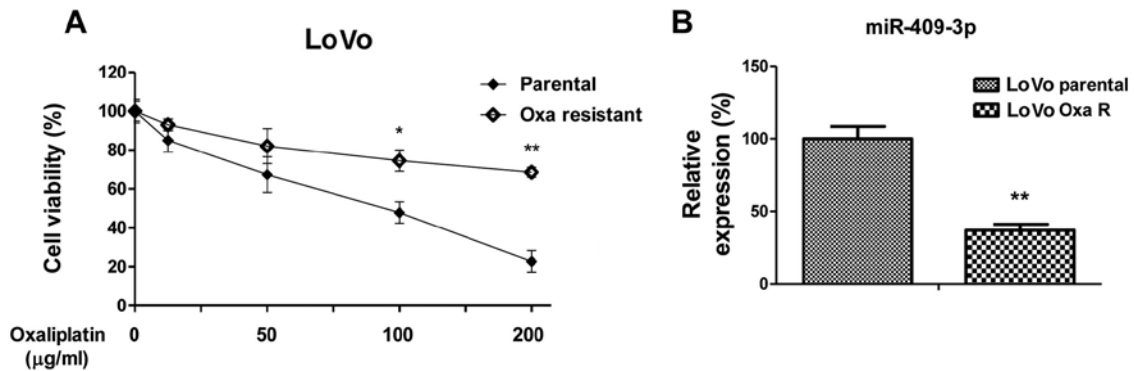 A
LoVo
Cell viability (%)
120
100
80
60
40
20
0
Parental
Oxa resistant
*
**
Oxaliplatin
(μg/ml)
0 50 100 200
B
miR-409-3p
Relative
expression (%)
150
100
50
0
LoVo parental
LoVo Oxa R
**